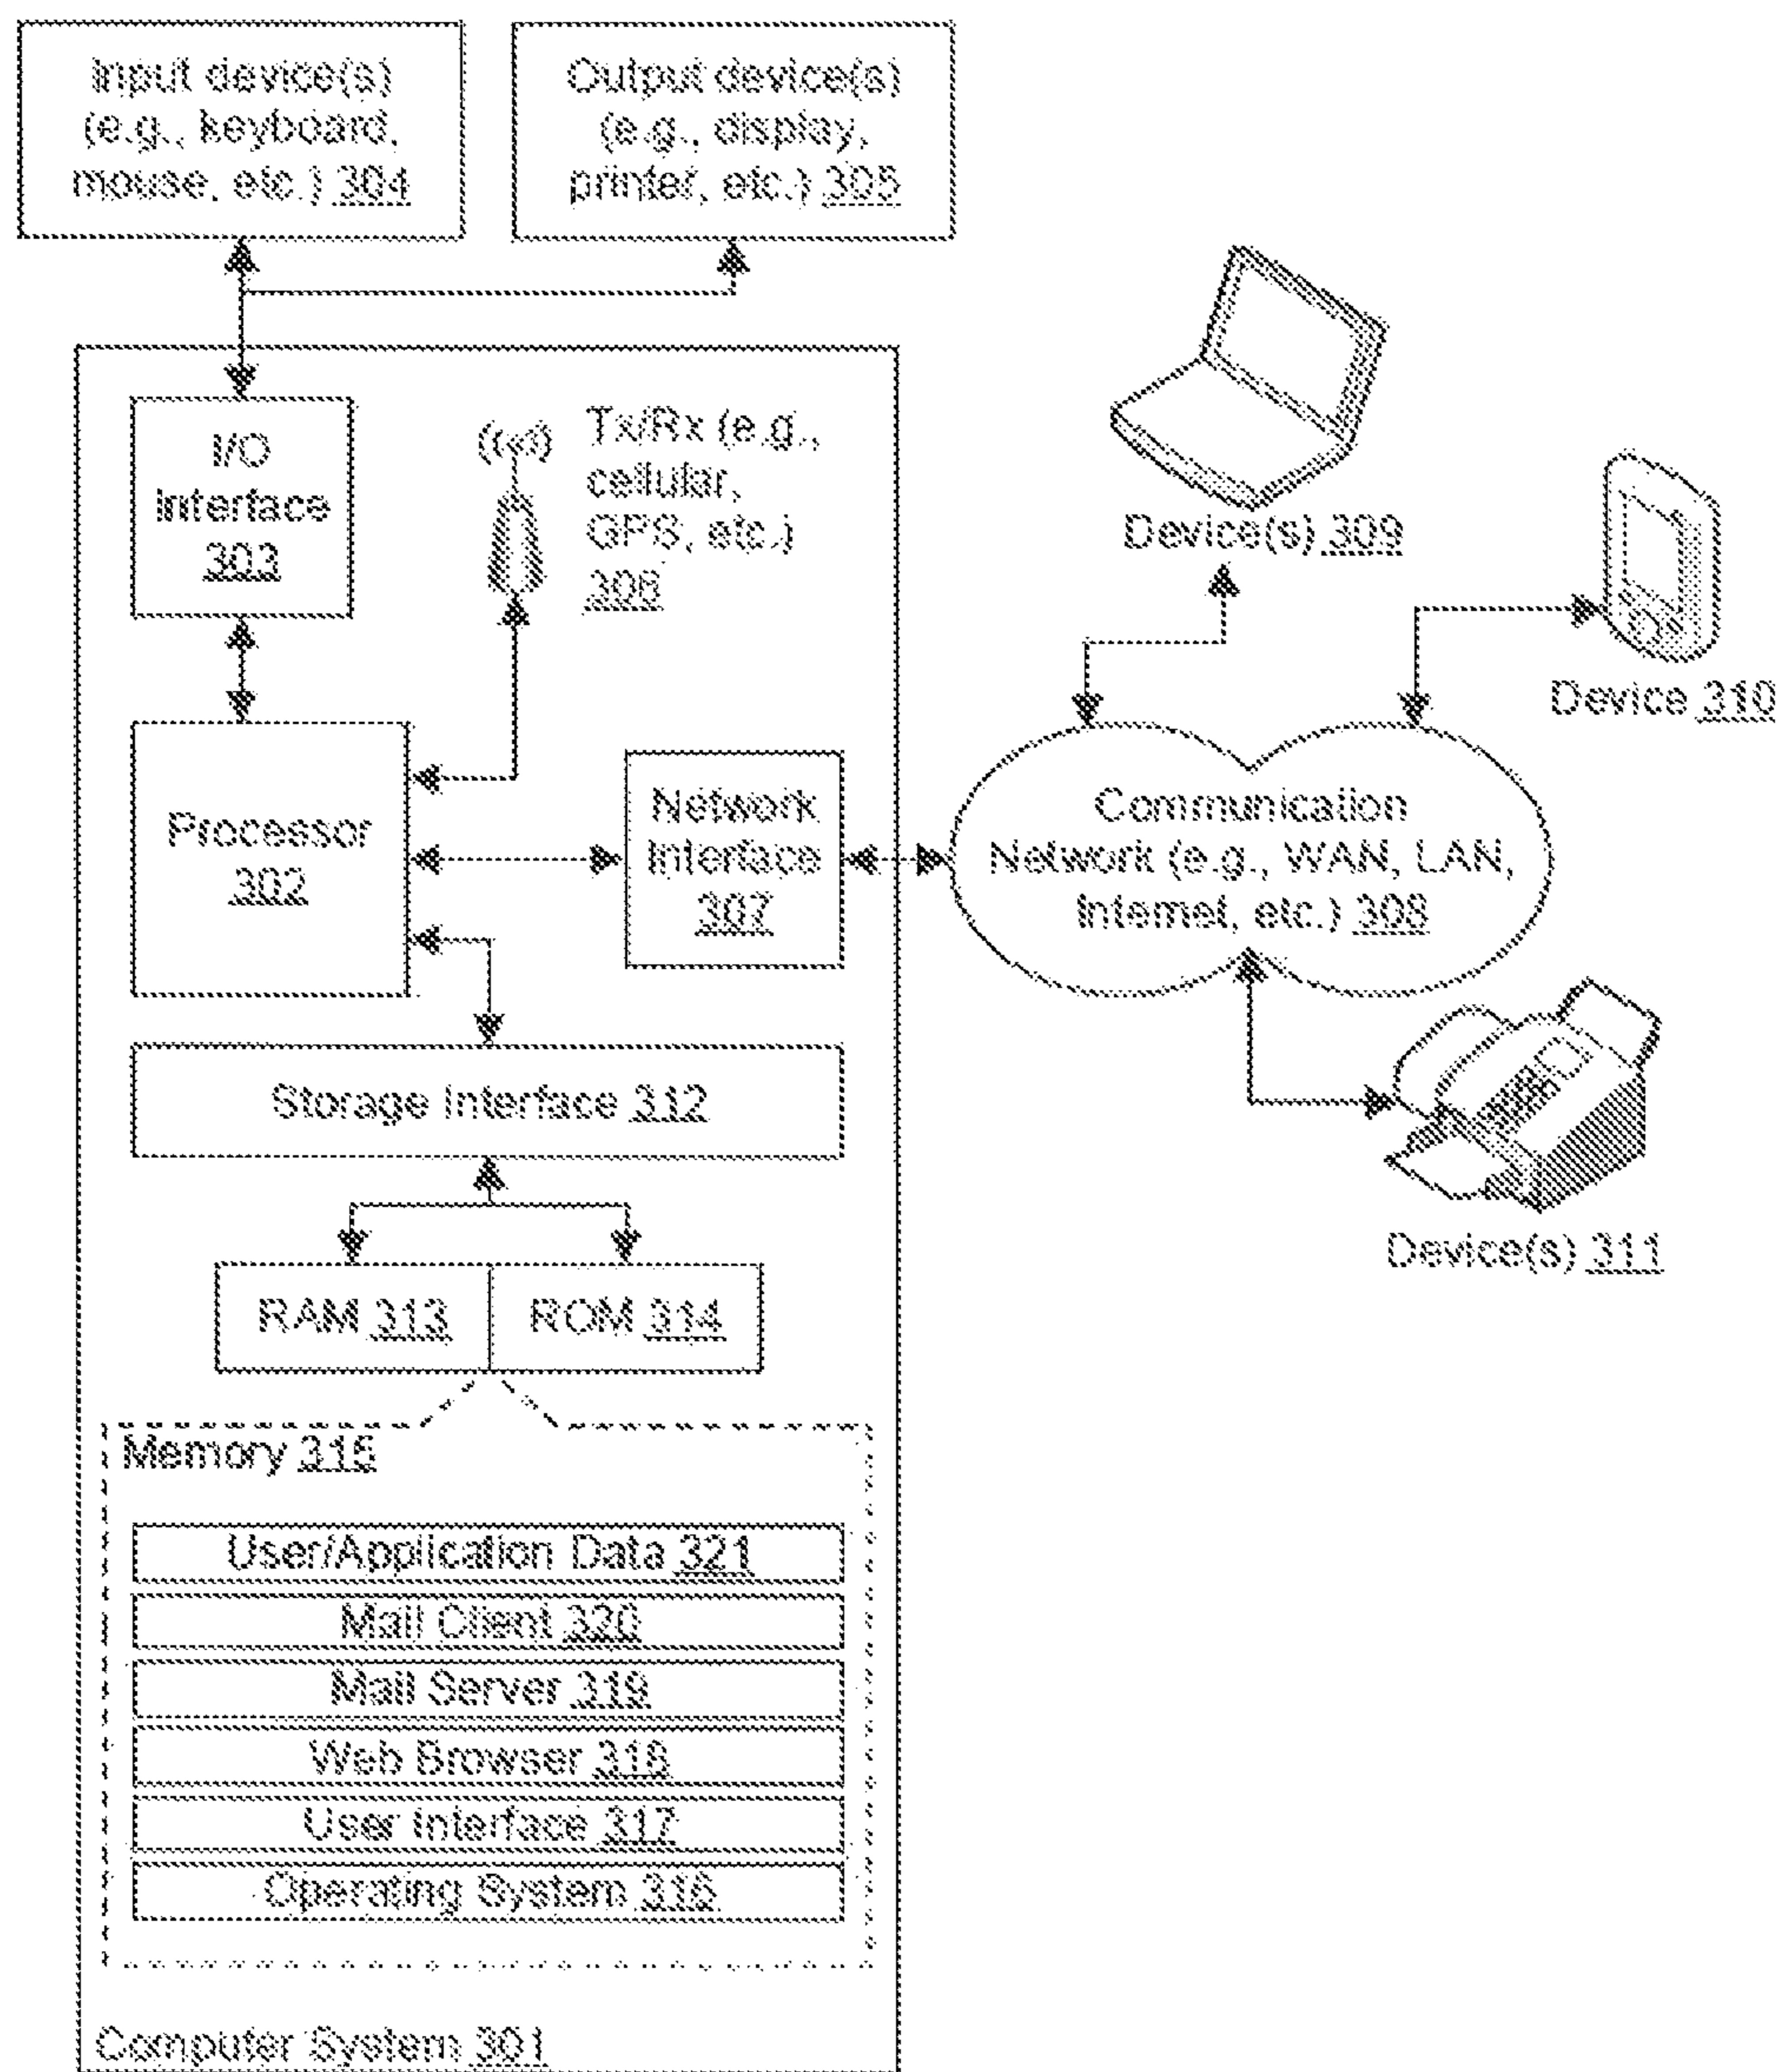 Input device(s)
(e.g., keyboard,
mouse, etc.) 304
Output device(s)
(e.g., display,
printer, etc.) 305
I/O
Interface
303
Tx/Rx (e.g.,
cellular,
GPS, etc.)
306
Processor
302
Network
Interface
307
Communication
Network (e.g., WAN, LAN,
Internet, etc.) 308
Device(s) 309
Device 310
Device(s) 311
Storage Interface 312
RAM 313
ROM 314
Memory 315
User/Application Data 321
Mail Client 320
Mail Server 319
Web Browser 318
User Interface 317
Operating System 316
Computer System 301